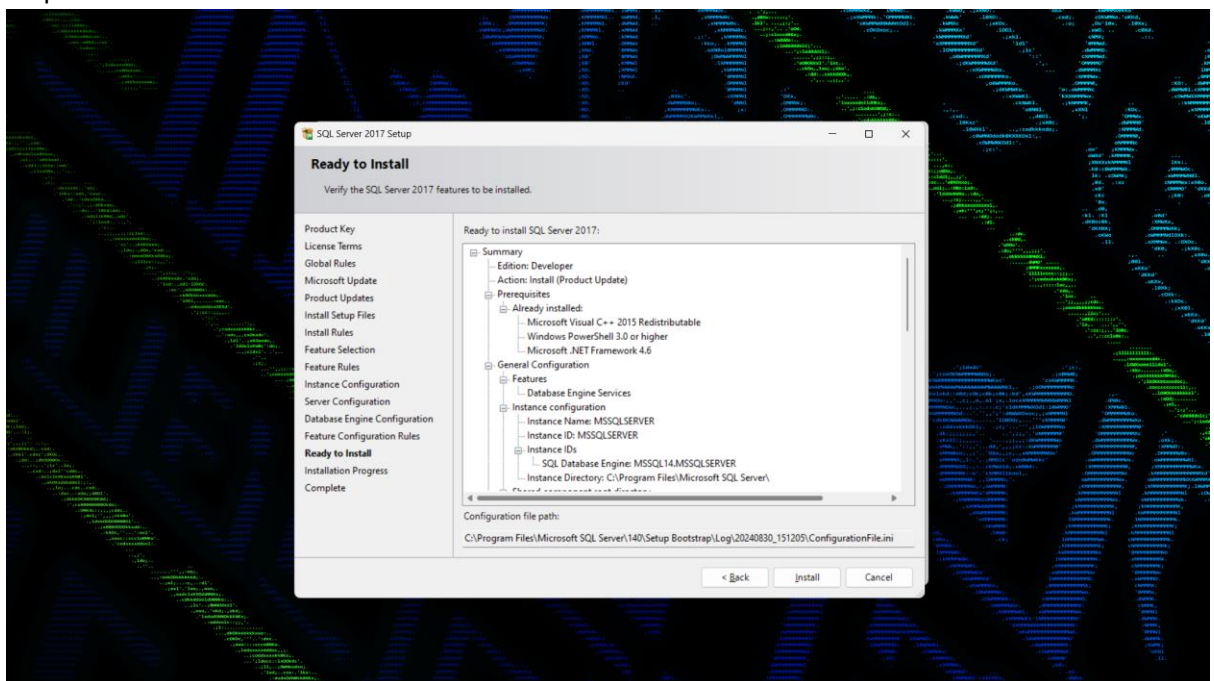 SQL Server 2017 Setup
Ready to Install
Verify the SQL Server 2017 features to be installed.
Product Key
License Terms
Global Rules
Microsoft Update
Product Updates
Install Setup Files
Install Rules
Feature Selection
Feature Rules
Instance Configuration
Server Configuration
Database Engine Configuration
Feature Configuration Rules
Ready to Install
Installation Progress
Complete
Ready to install SQL Server 2017:
Summary
Edition: Developer
Action: Install (Product Update)
Prerequisites
Already installed:
Microsoft Visual C++ 2015 Redistributable
Windows PowerShell 3.0 or higher
Microsoft .NET Framework 4.6
General Configuration
Features
Database Engine Services
Instance configuration
Instance Name: MSSQLSERVER
Instance ID: MSSQLSERVER
Instance IDs
SQL Database Engine: MSSQL14.MSSQLSERVER
Instance Directory: C:\Program Files\Microsoft SQL Server\
Shared component root directory
Configuration file path:
C:\Program Files\Microsoft SQL Server\140\Setup Bootstrap\Log\20240830_151205\ConfigurationFile.ini
< Back
Install
Cancel